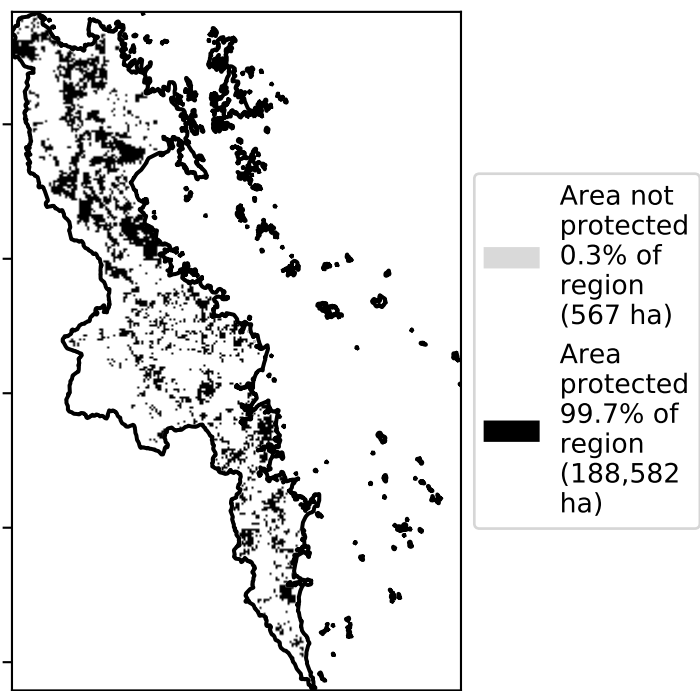 Area not
protected
0.3% of
region
(567 ha)
Area
protected
99.7% of
region
(188,582
ha)